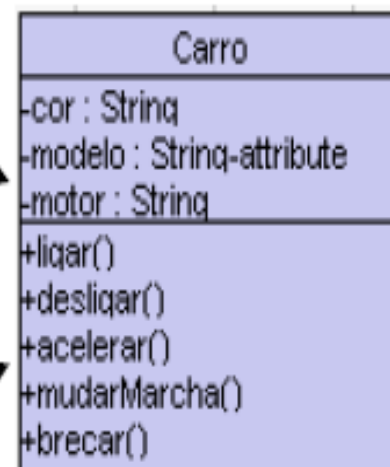 Carro
-cor : String
-modelo : String-attribute
-motor : String
+ligar()
+desligar()
+acelerar()
+mudarMarcha()
+brecar()